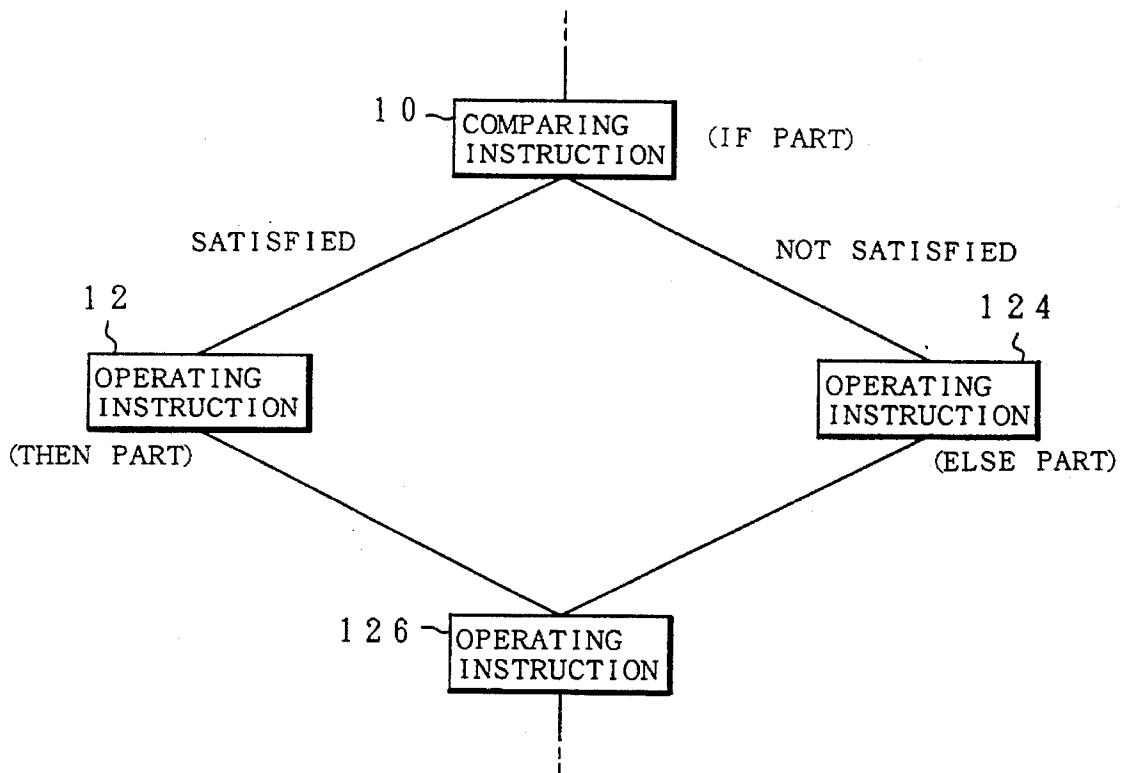 10
COMPARING
INSTRUCTION
(IF PART)
SATISFIED
NOT SATISFIED
12
124
OPERATING
INSTRUCTION
OPERATING
INSTRUCTION
(THEN PART)
(ELSE PART)
126
OPERATING
INSTRUCTION